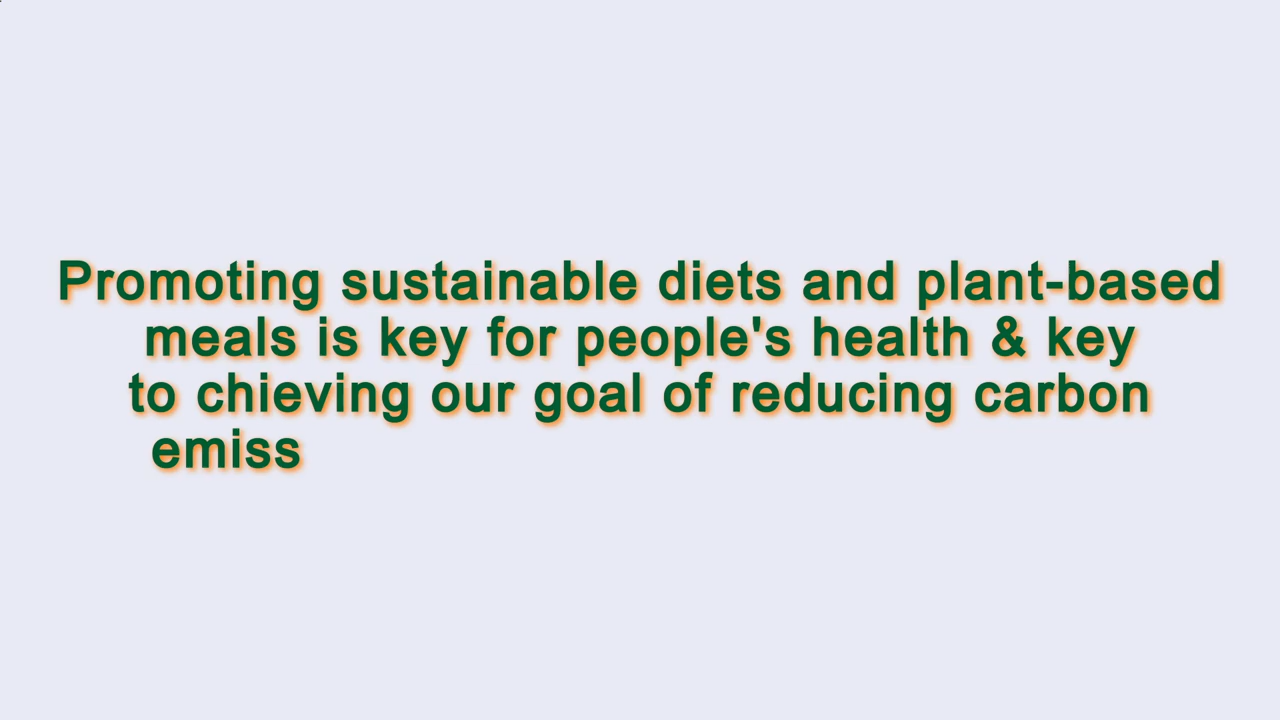 Promoting sustainable diets and plant-based
meals is key for people's health & key
to chieving our goal of reducing carbon
emiss